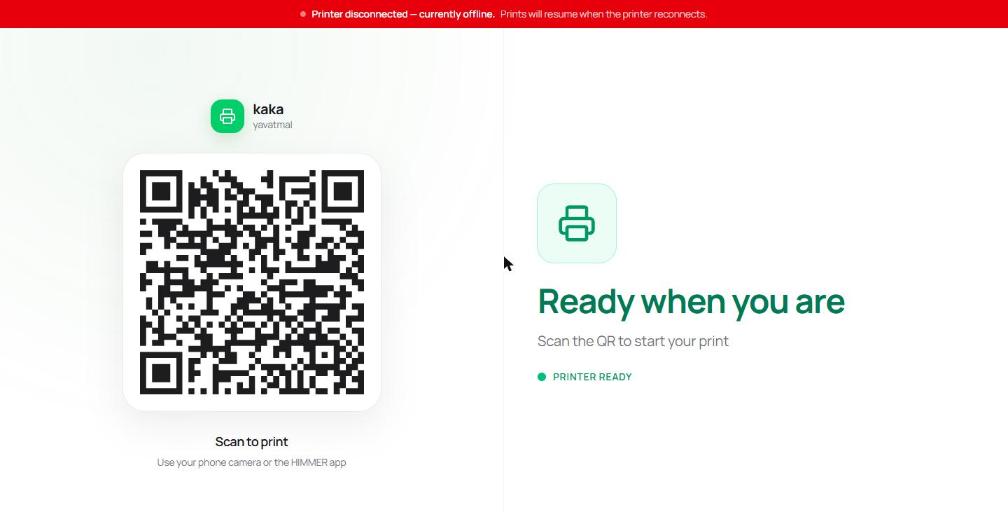 Printer disconnected — currently offline. Prints will resume when the printer reconnects.
kaka
yavatmal
Scan to print
Use your phone camera or the HIMMER app
Ready when you are
Scan the QR to start your print
PRINTER READY